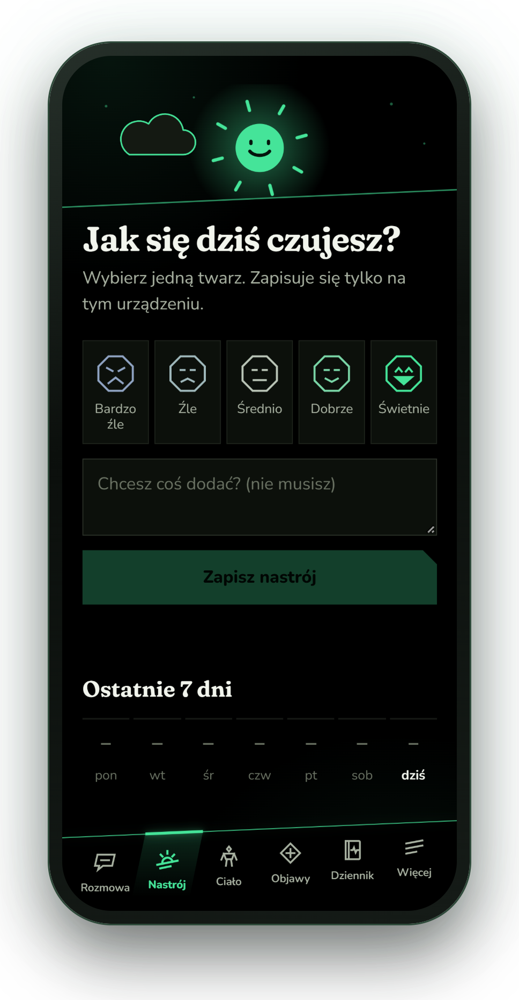 Jak się dziś czujesz?
Wybierz jedną twarz. Zapisuje się tylko na
tym urządzeniu.
Bardzo
źle
Źle
Średnio
Dobrze
Świetnie
Chcesz coś dodać? (nie musisz)
Zapisz nastrój
Ostatnie 7 dni
– – – – – – –
pon wt śr czw pt sob dziś
Rozmowa Nastrój Ciało Objawy Dziennik Więcej